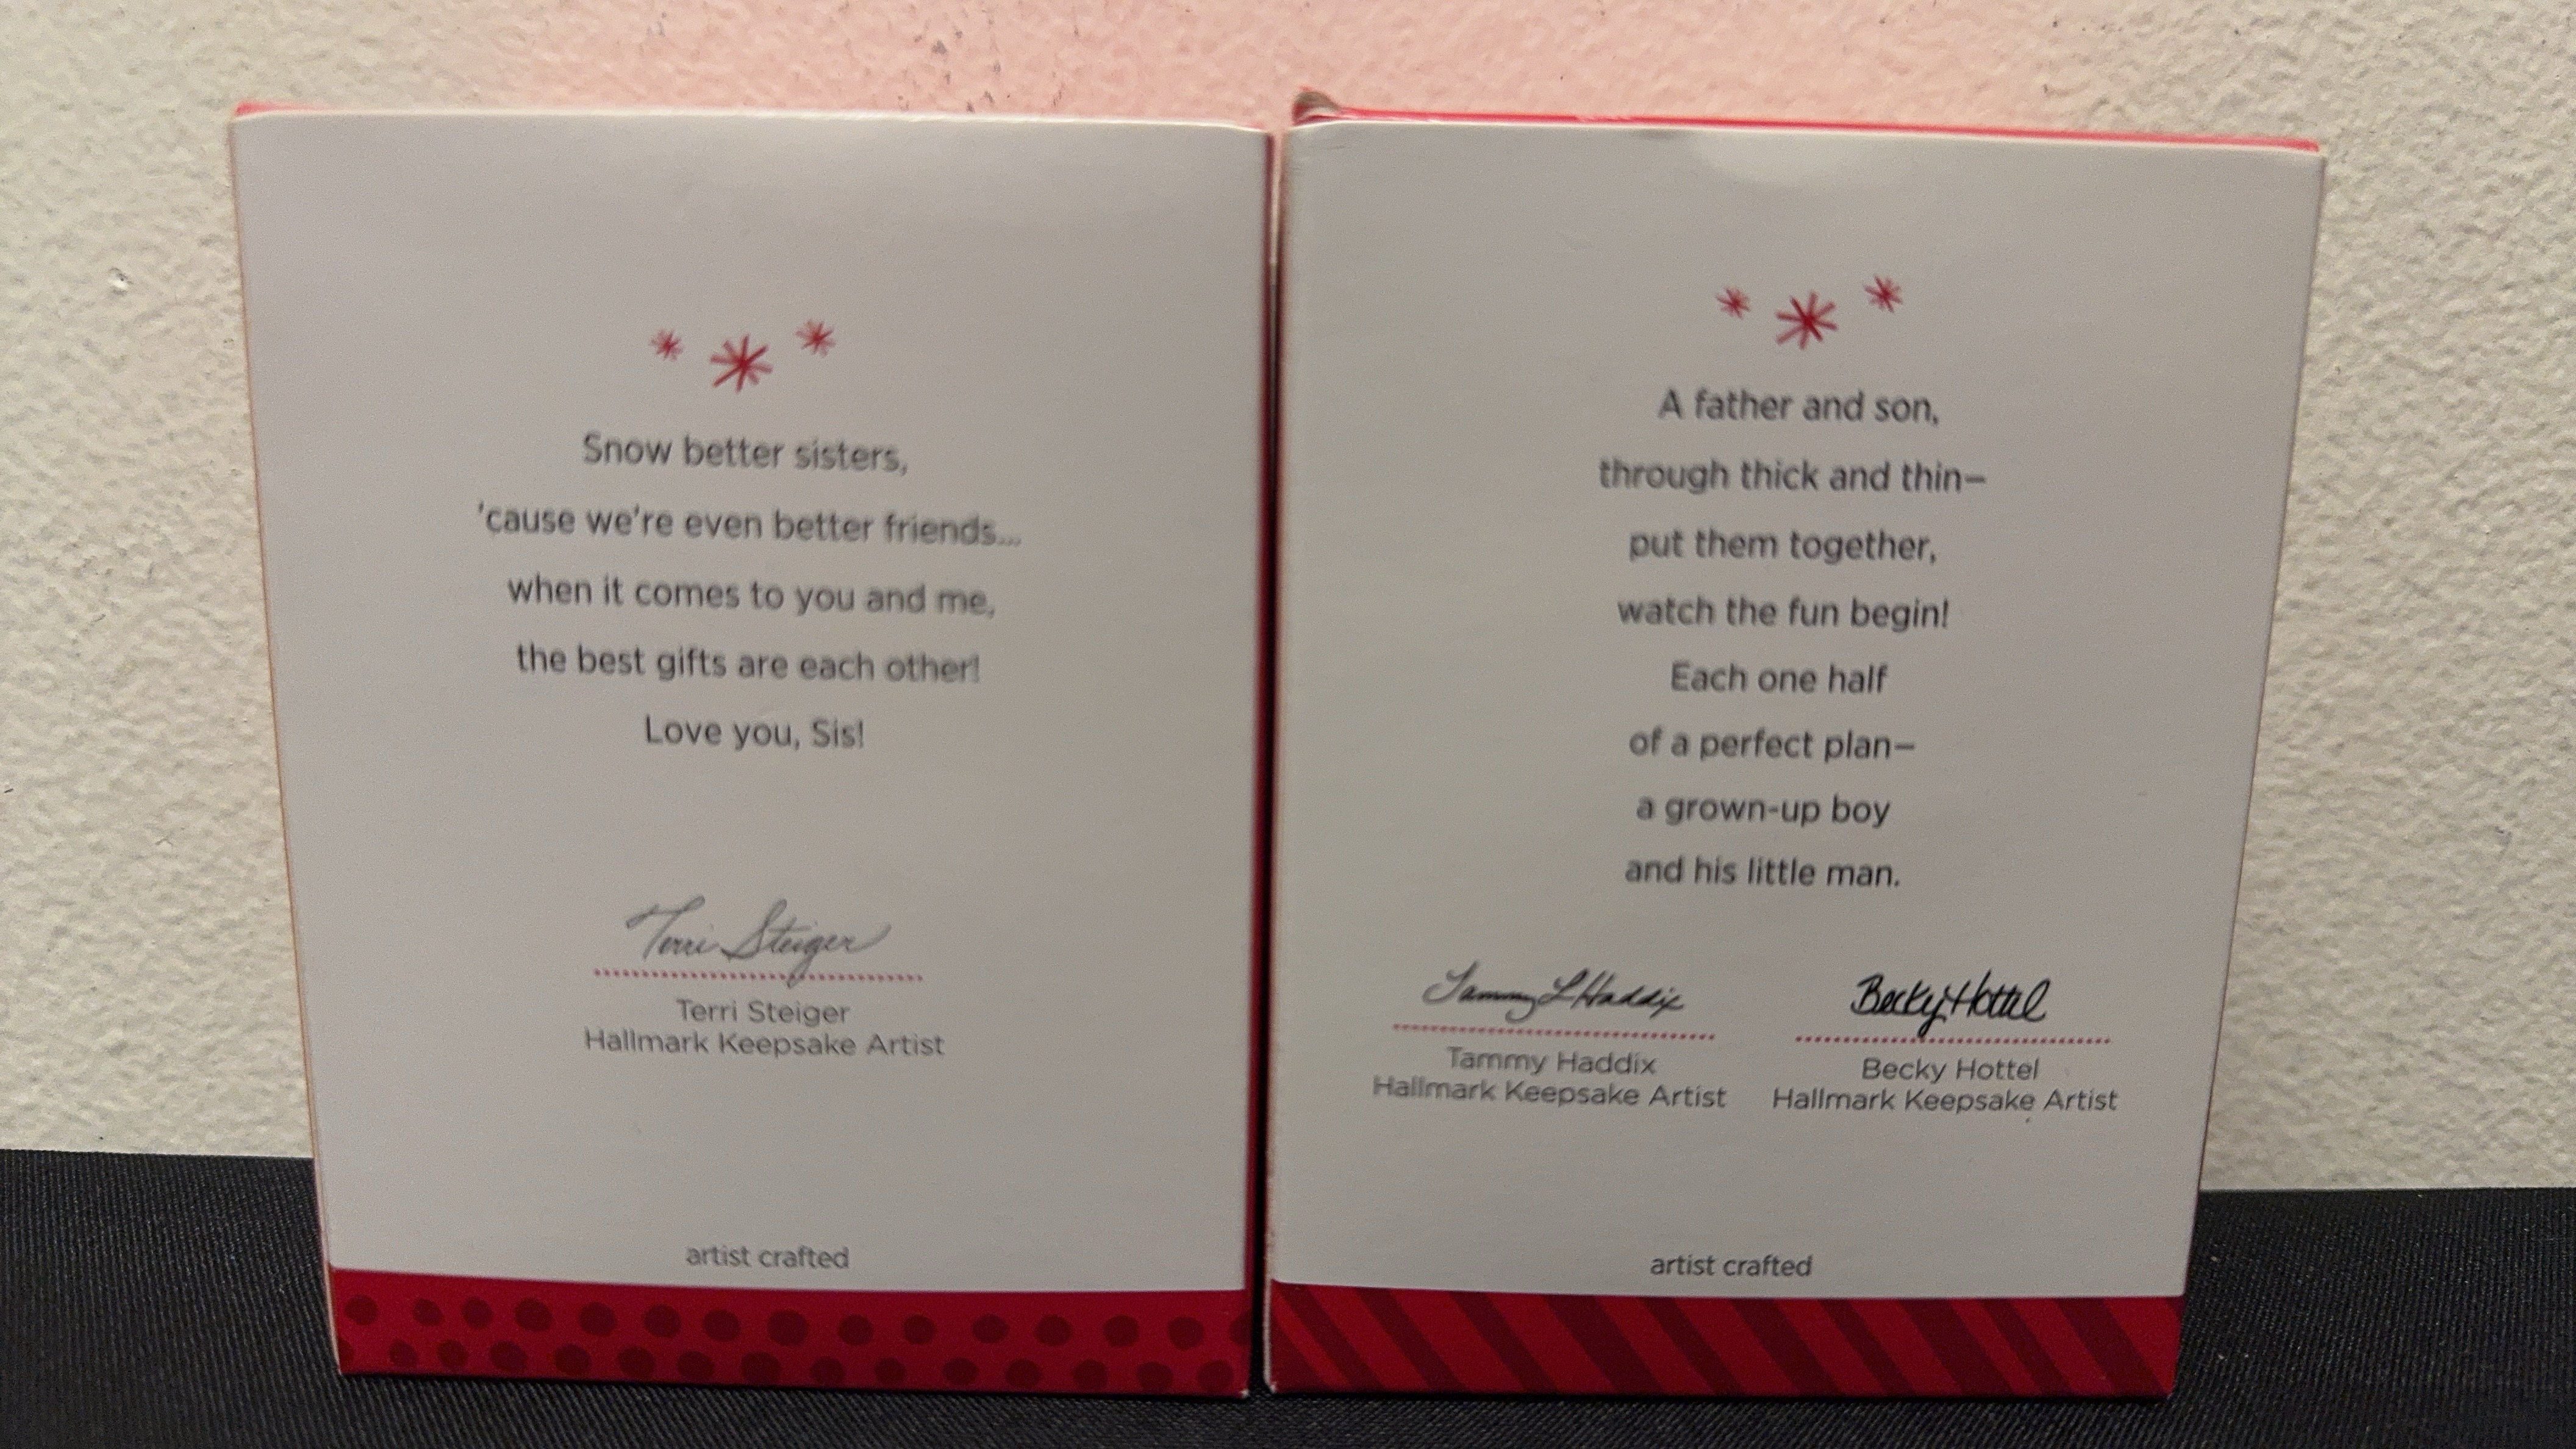 Snow better sisters,
'cause we're even better friends...
when it comes to you and me,
the best gifts are each other!
Love you, Sis!
Terri Steiger
Terri Steiger
Hallmark Keepsake Artist
artist crafted
A father and son,
through thick and thin–
put them together,
watch the fun begin!
Each one half
of a perfect plan–
a grown-up boy
and his little man.
Tammy L Haddix
Tammy Haddix
Hallmark Keepsake Artist
Becky Hottel
Becky Hottel
Hallmark Keepsake Artist
artist crafted